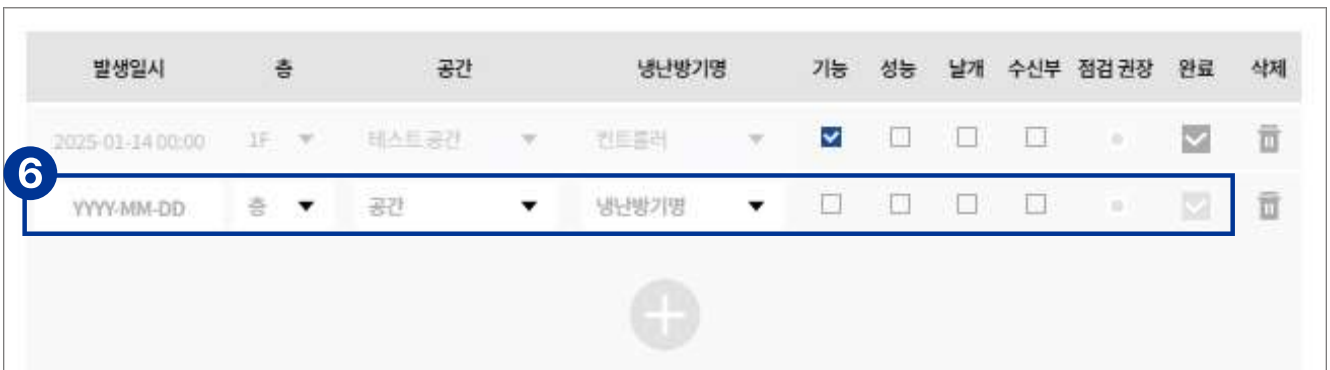 발생일시 층 공간 냉난방기명 기능 성능 날개 수신부 점검 권장 완료 삭제
2025-01-14 00:00 1F 테스트 공간 컨트롤러
6
YYYY-MM-DD 층 공간 냉난방기명